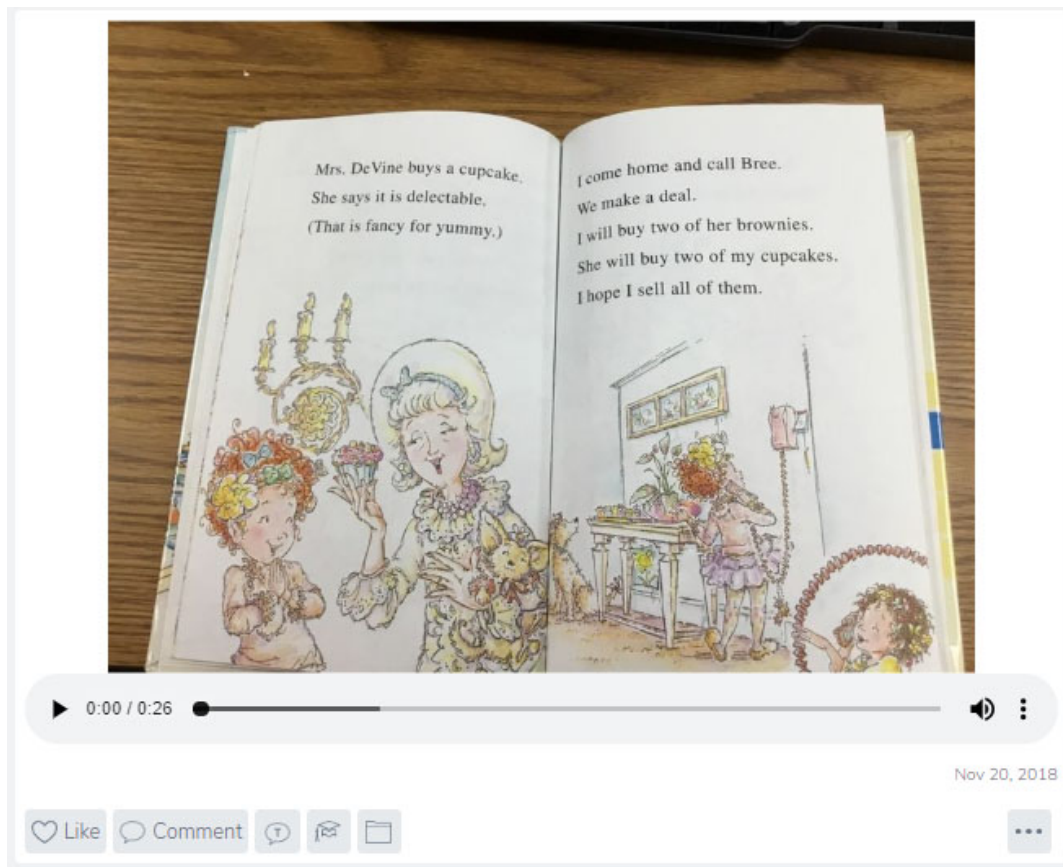 Mrs. DeVine buys a cupcake.
She says it is delectable.
(That is fancy for yummy.)
I come home and call Bree.
We make a deal.
I will buy two of her brownies.
She will buy two of my cupcakes.
I hope I sell all of them.
0:00 / 0:26
Nov 20, 2018
Like
Comment
T